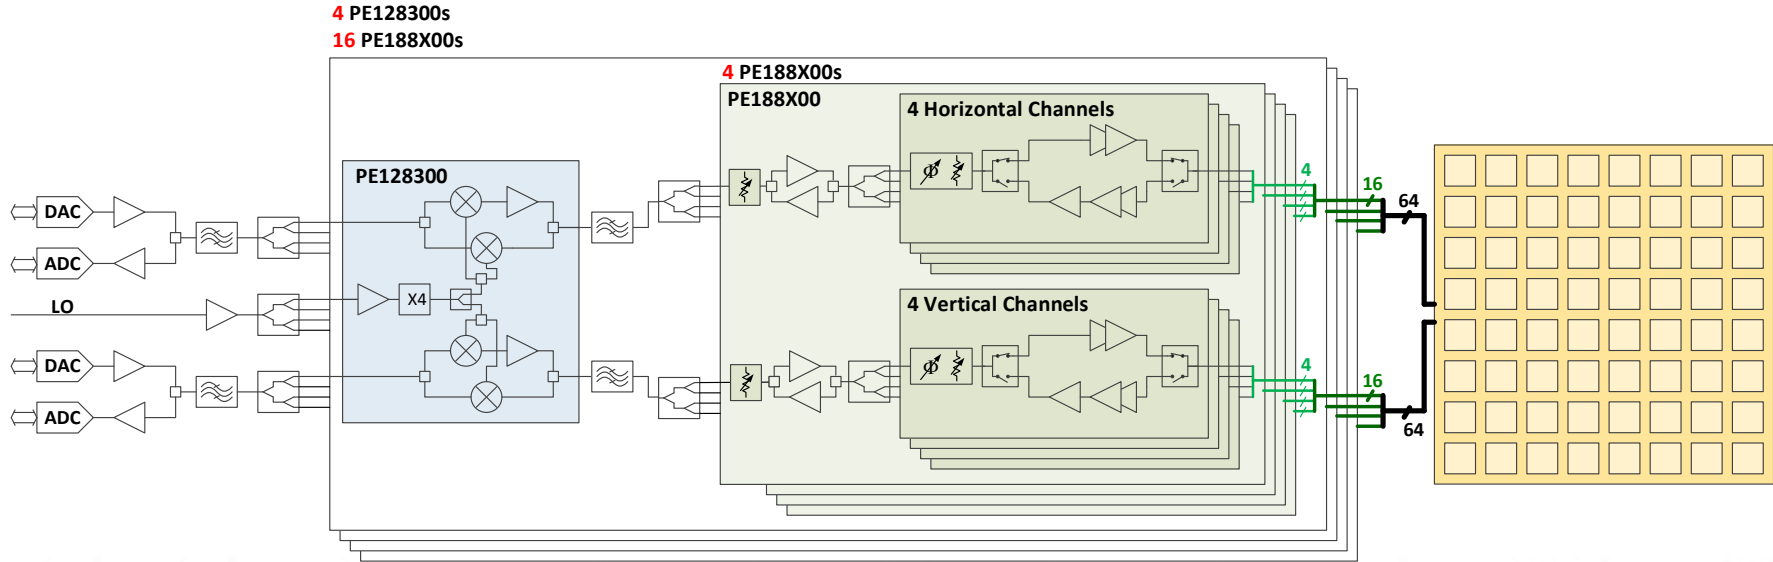 4 PE128300s
16 PE188X00s
4 PE188X00s
PE188X00
4 Horizontal Channels
PE128300
Φ
4
16
64
DAC
ADC
LO
X4
4 Vertical Channels
Φ
4
16
64
DAC
ADC